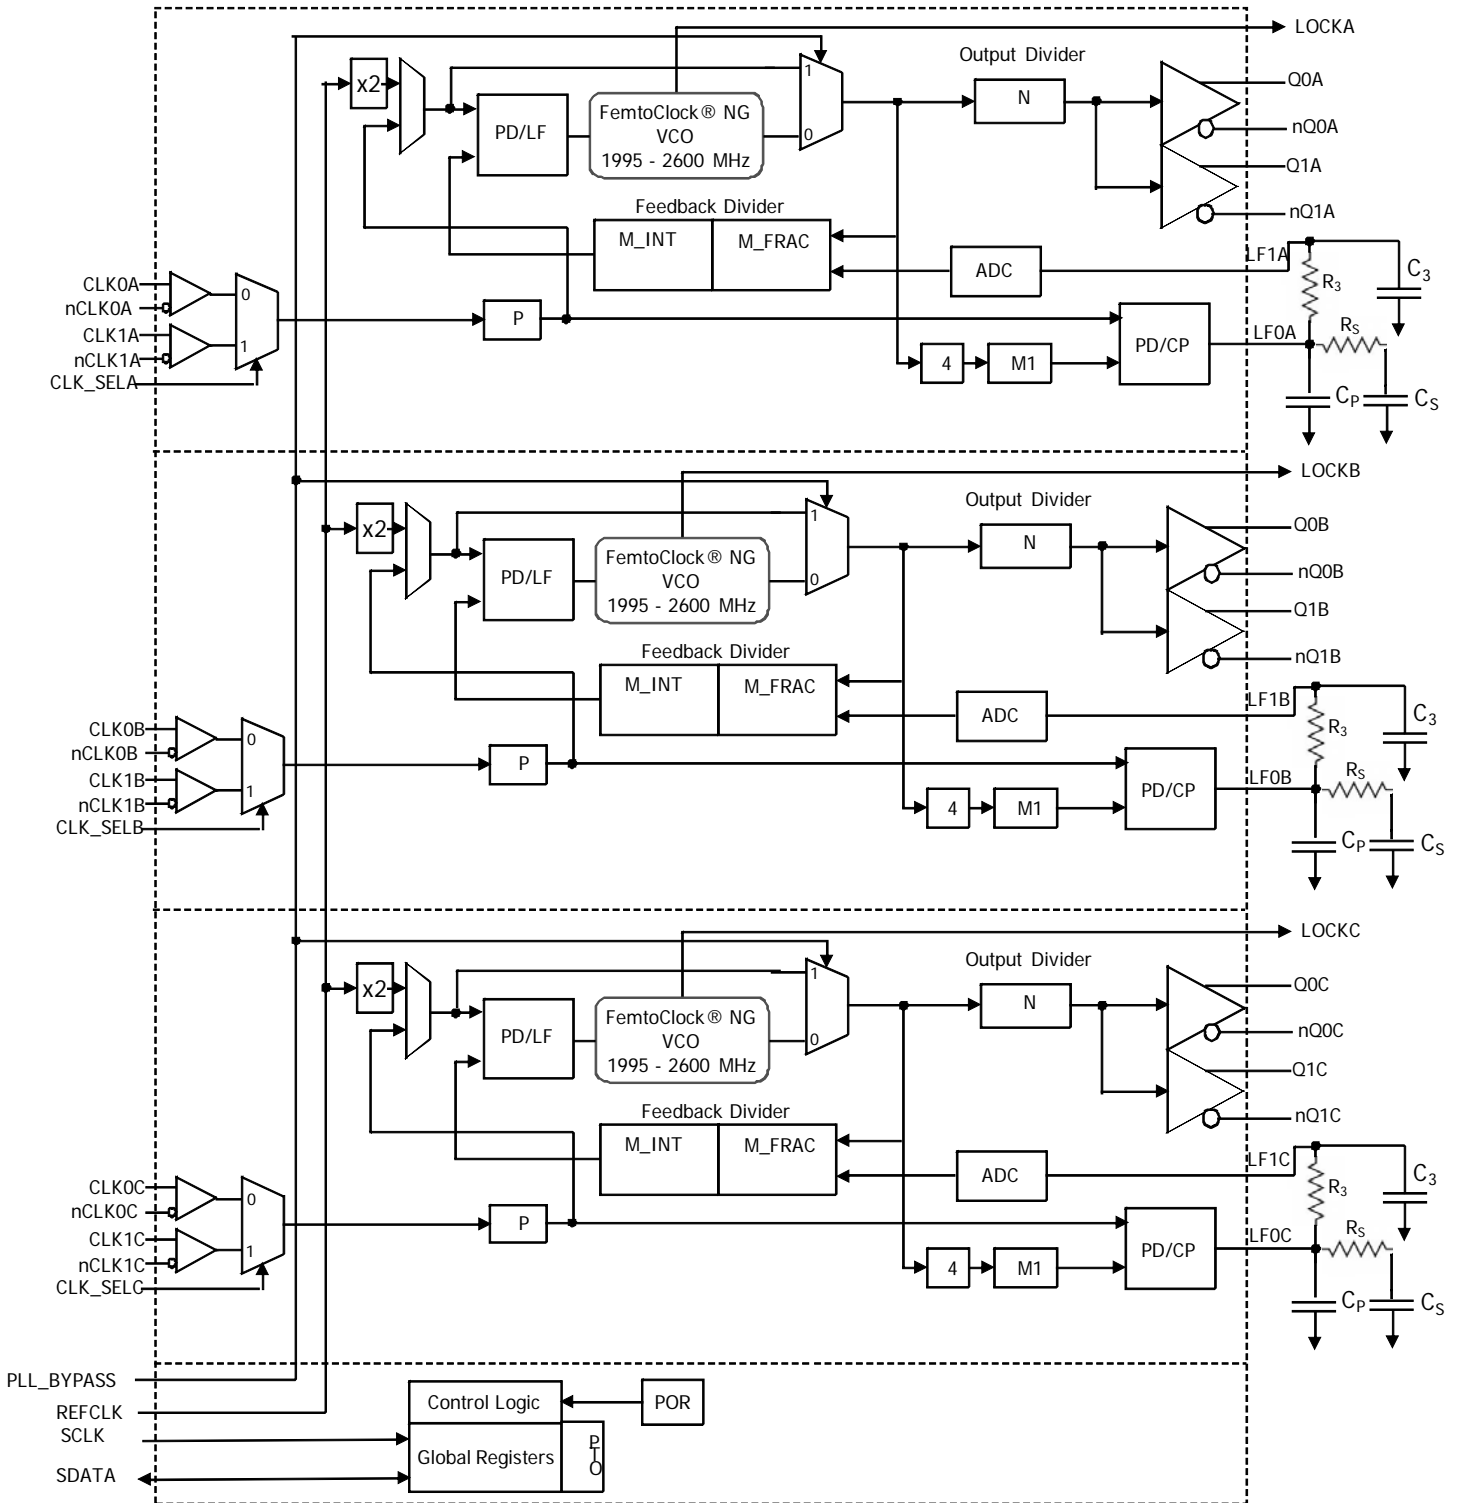 LOCKA
Output Divider
x2
1
Q0A
FemtoClock® NG
N
PD/LF
VCO
nQ0A
0
1995 - 2600 MHz
Q1A
Feedback Divider
nQ1A
M_INT
M_FRAC
LF1A
ADC
C3
CLK0A
0
R3
nCLK0A
P
RS
CLK1A
LF0A
nCLK1A
1
PD/CP
4
M1
CLK_SELA
CP
CS
LOCKB
Output Divider
x2
1
Q0B
FemtoClock® NG
N
PD/LF
VCO
nQ0B
0
1995 - 2600 MHz
Q1B
Feedback Divider
nQ1B
M_INT
M_FRAC
LF1B
ADC
C3
CLK0B
0
R3
nCLK0B
P
RS
CLK1B
LF0B
nCLK1B
1
PD/CP
4
M1
CLK_SELB
CP
CS
LOCKC
Output Divider
x2
1
Q0C
FemtoClock® NG
N
PD/LF
VCO
nQ0C
0
1995 - 2600 MHz
Q1C
Feedback Divider
nQ1C
M_INT
M_FRAC
LF1C
ADC
C3
CLK0C
0
R3
nCLK0C
P
RS
CLK1C
LF0C
nCLK1C
1
PD/CP
4
M1
CLK_SELC
CP
CS
PLL_BYPASS
REFCLK
Control Logic
POR
SCLK
Global Registers
OTP
SDATA